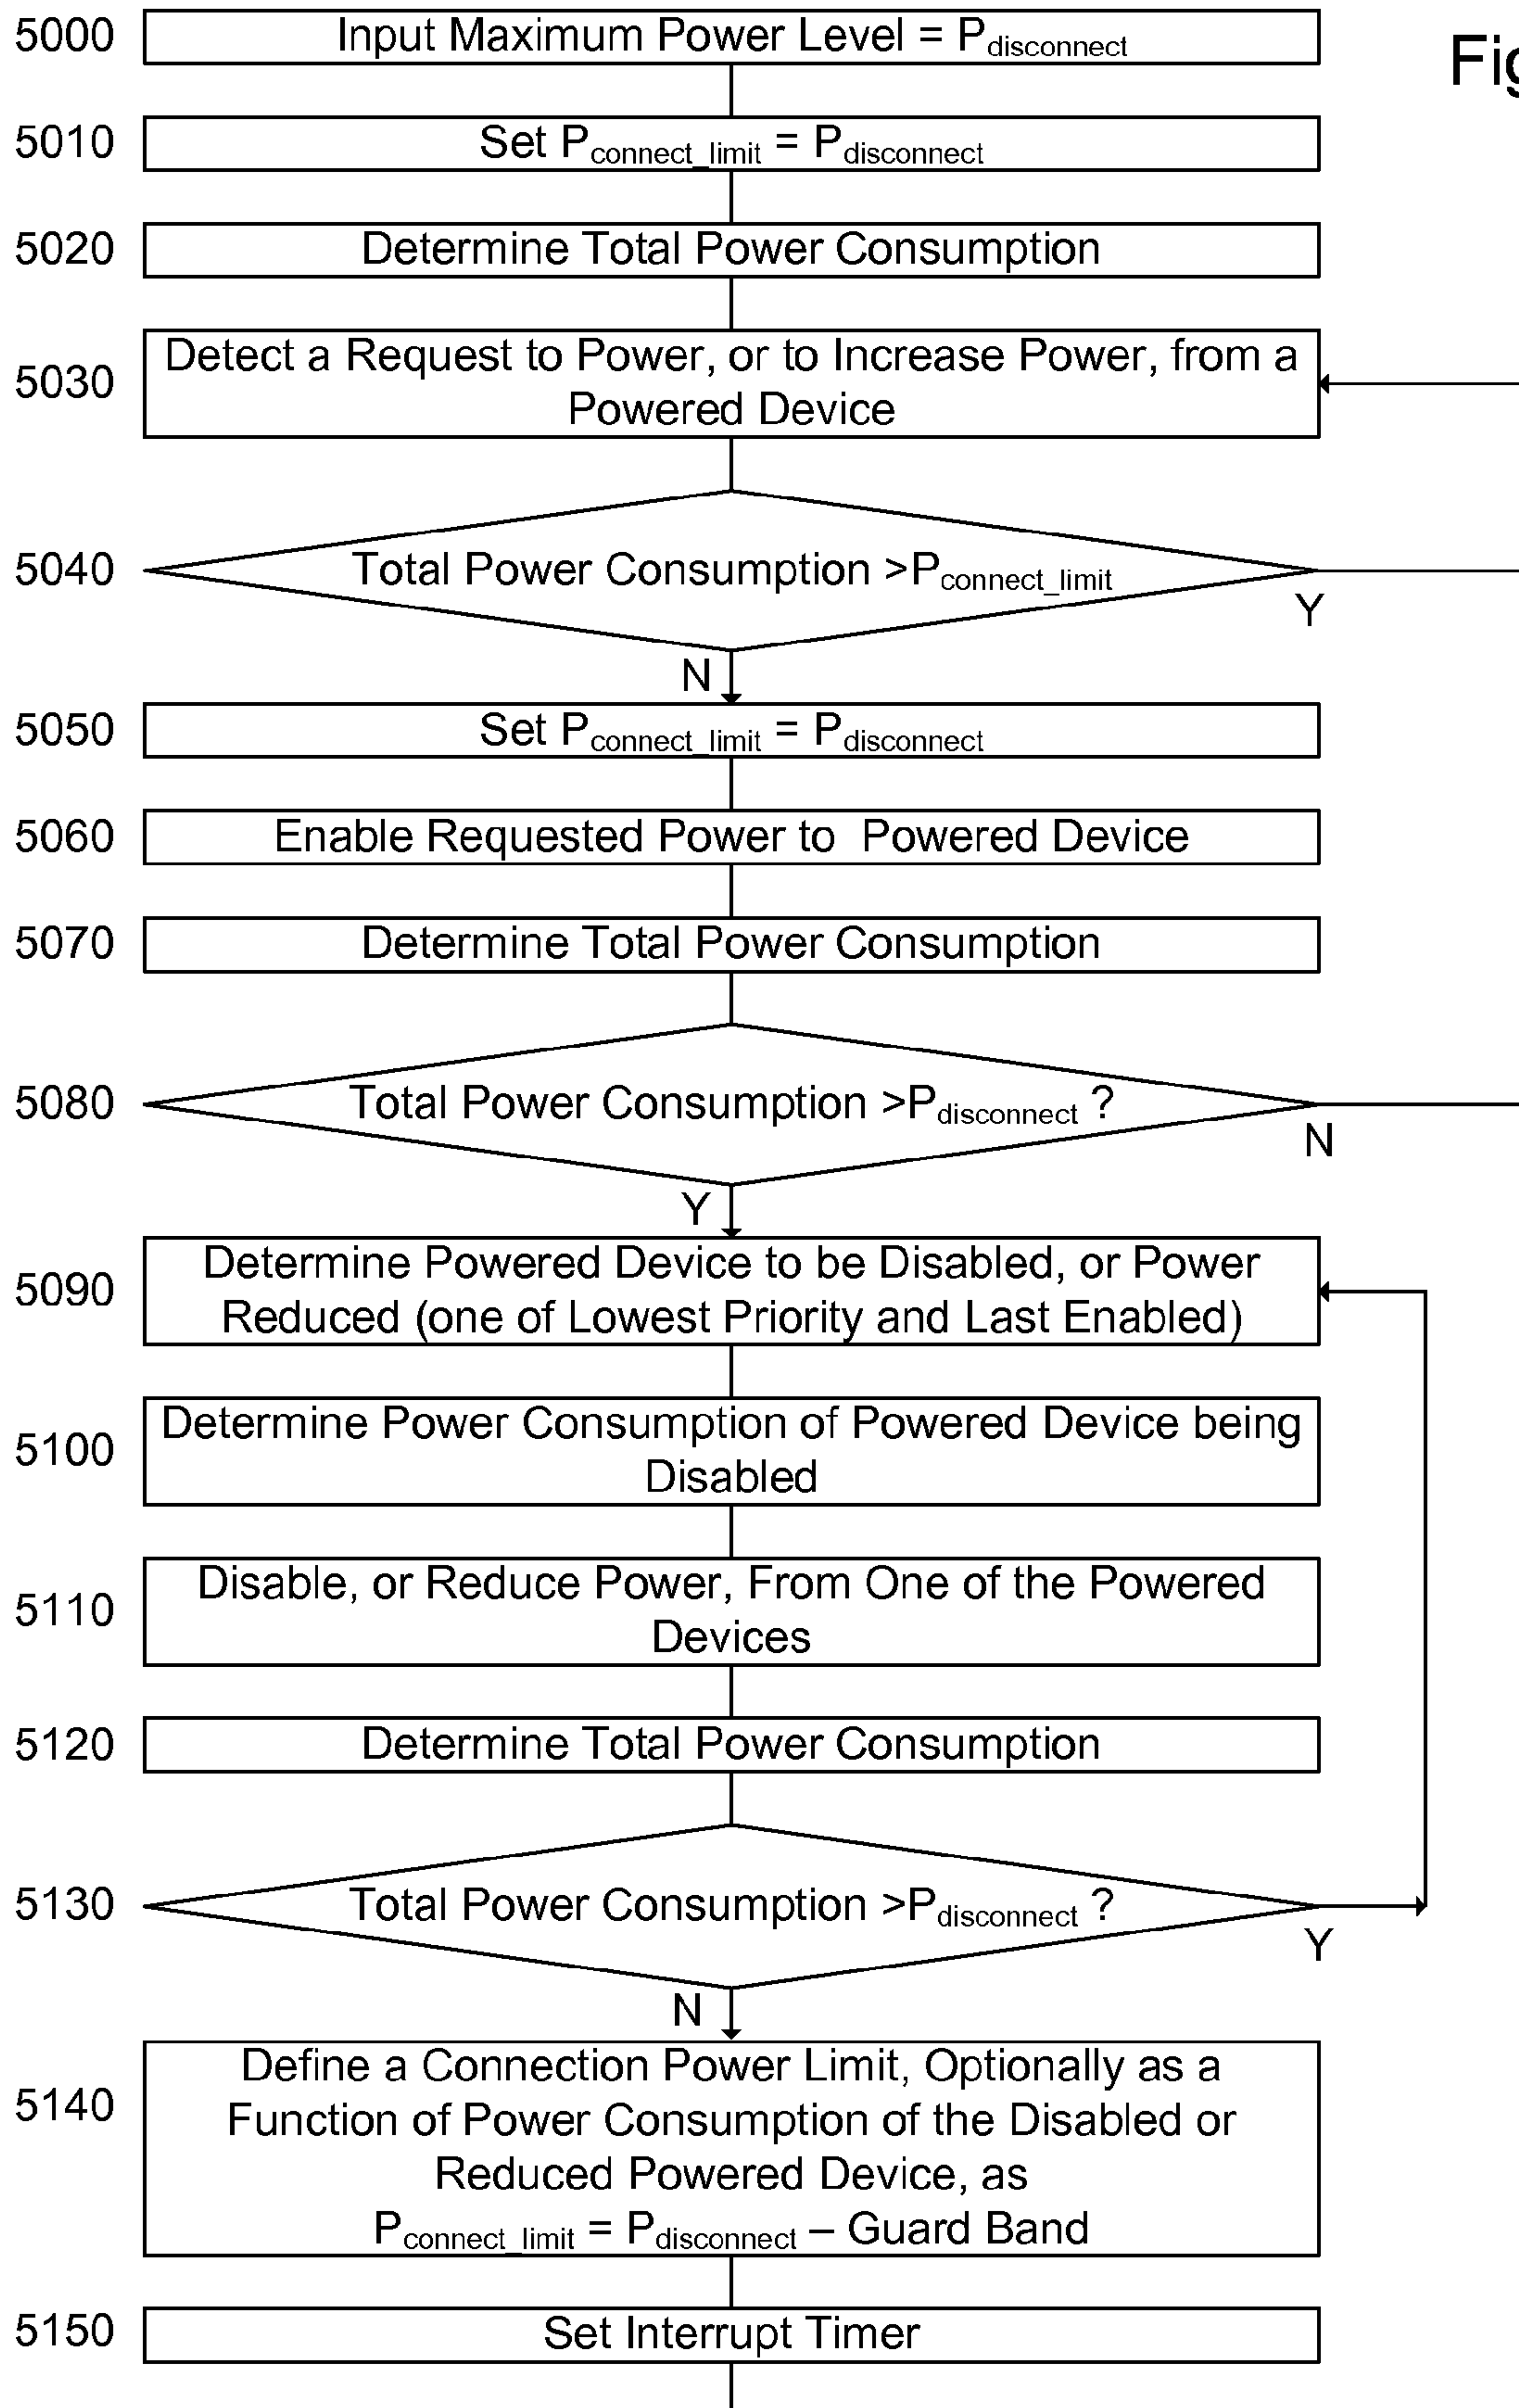 5000 Input Maximum Power Level = Pdisconnect
Fig
5010 Set Pconnect_limit = Pdisconnect
5020 Determine Total Power Consumption
5030 Detect a Request to Power, or to Increase Power, from a
Powered Device
5040 Total Power Consumption >Pconnect_limit
Y
N
5050 Set Pconnect_limit = Pdisconnect
5060 Enable Requested Power to Powered Device
5070 Determine Total Power Consumption
5080 Total Power Consumption >Pdisconnect ?
N
Y
5090 Determine Powered Device to be Disabled, or Power
Reduced (one of Lowest Priority and Last Enabled)
5100 Determine Power Consumption of Powered Device being
Disabled
5110 Disable, or Reduce Power, From One of the Powered
Devices
5120 Determine Total Power Consumption
5130 Total Power Consumption >Pdisconnect ?
Y
N
5140 Define a Connection Power Limit, Optionally as a
Function of Power Consumption of the Disabled or
Reduced Powered Device, as
Pconnect_limit = Pdisconnect – Guard Band
5150 Set Interrupt Timer